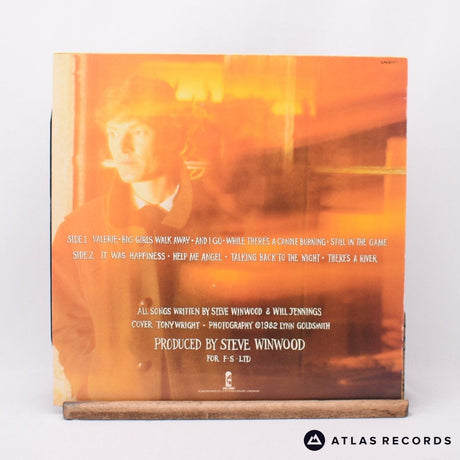 SIDE 1. VALERIE • BIG GIRLS WALK AWAY • AND I GO • WHILE THERE'S A CANDLE BURNING • STILL IN THE GAME
SIDE 2. IT WAS HAPPINESS • HELP ME ANGEL • TALKING BACK TO THE NIGHT • THERE'S A RIVER
ALL SONGS WRITTEN BY STEVE WINWOOD & WILL JENNINGS
COVER TONY WRIGHT • PHOTOGRAPHY ©1982 LYNN GOLDSMITH
PRODUCED BY STEVE WINWOOD
FOR F·S·LTD
ATLAS RECORDS